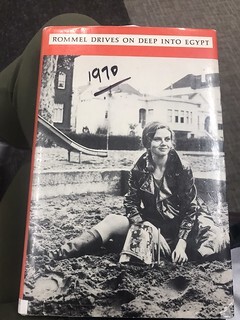 ROMMEL DRIVES ON DEEP INTO EGYPT
1970